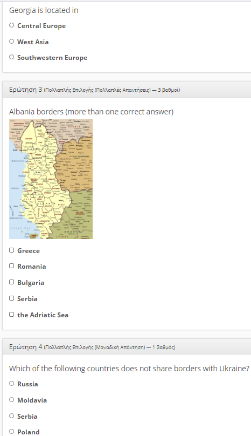 Georgia is located in
Central Europe
West Asia
Southwestern Europe
Ερώτηση 3 (Πολλαπλής Επιλογής (Πολλαπλές Απαντήσεις) — 3 βαθμοί)
Albania borders (more than one correct answer)
Greece
Romania
Bulgaria
Serbia
the Adriatic Sea
Ερώτηση 4 (Πολλαπλής Επιλογής (Μοναδική Απάντηση) — 1 βαθμός)
Which of the following countries does not share borders with Ukraine?
Russia
Moldavia
Serbia
Poland